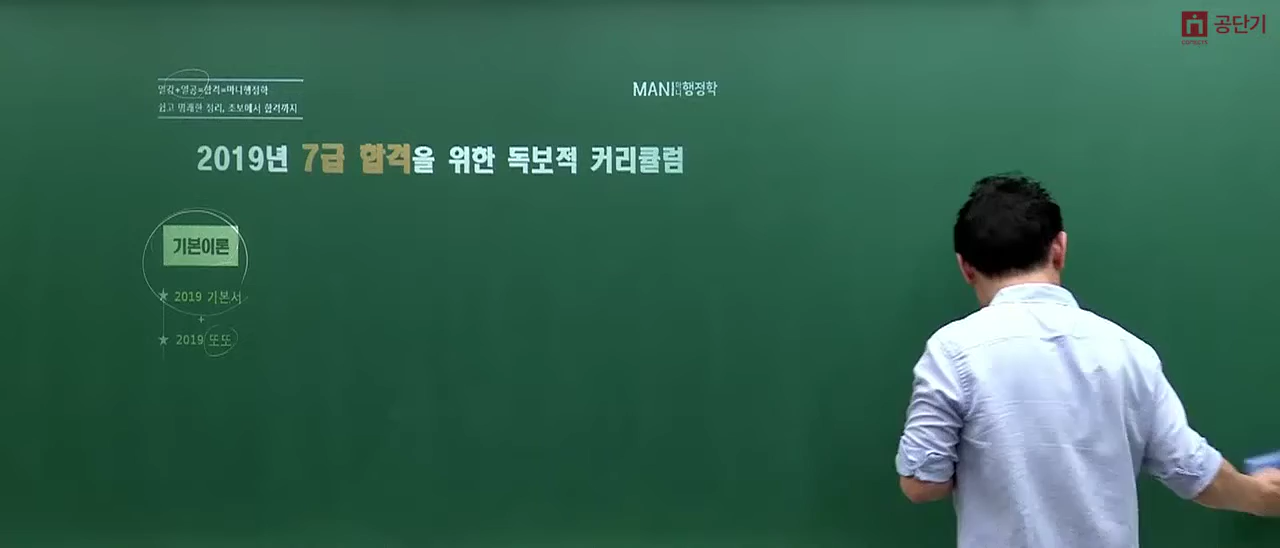 공단기
열강+열공=합격=마니행정학
쉽고 명쾌한 정리, 초보에서 합격까지
MANI 마니 행정학
2019년 7급 합격을 위한 독보적 커리큘럼
기본이론
★ 2019 기본서
+
★ 2019 또또